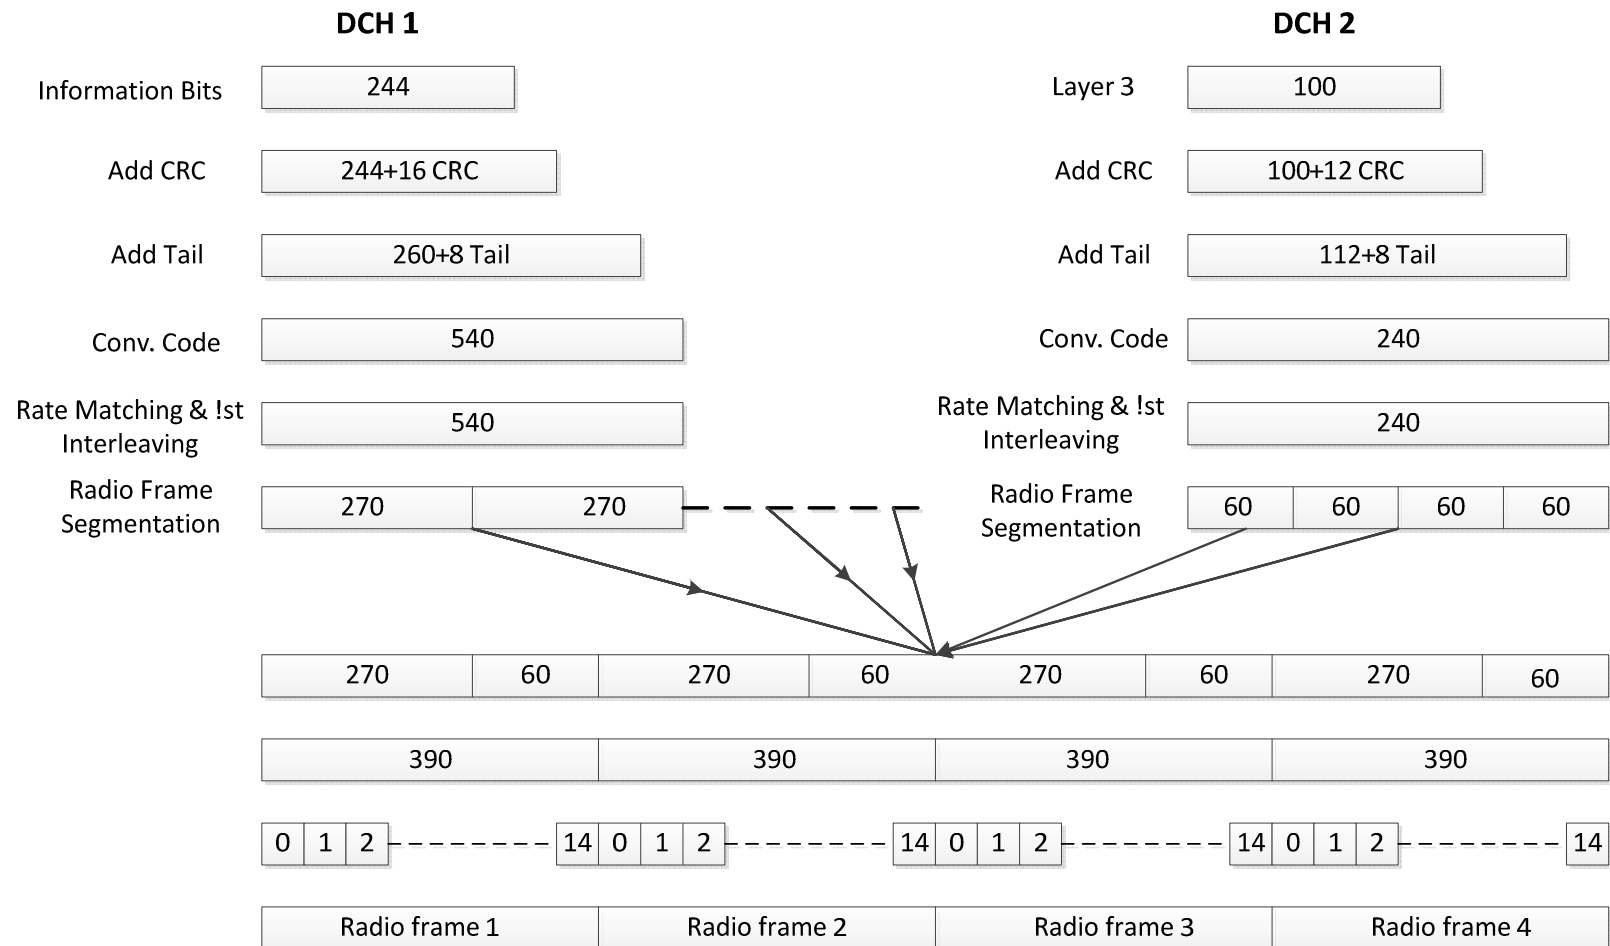 DCH 1 DCH 2
Information Bits 244 Layer 3 100
Add CRC 244+16 CRC Add CRC 100+12 CRC
Add Tail 260+8 Tail Add Tail 112+8 Tail
Conv. Code 540 Conv. Code 240
Rate Matching & !st
Interleaving
540
Rate Matching & !st
Interleaving
240
Radio Frame
Segmentation
270 270
Radio Frame
Segmentation
60 60 60 60
270 60 270 60 270 60 270 60
390 390 390 390
0 1 2 14 0 1 2 14 0 1 2 14 0 1 2 14
Radio frame 1 Radio frame 2 Radio frame 3 Radio frame 4